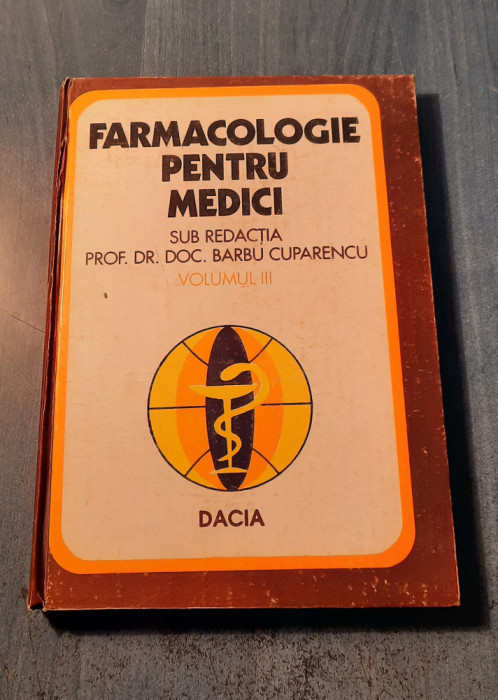 FARMACOLOGIE
PENTRU
MEDICI
SUB REDACȚIA
PROF. DR. DOC. BARBU CUPARENCU
VOLUMUL III
DACIA